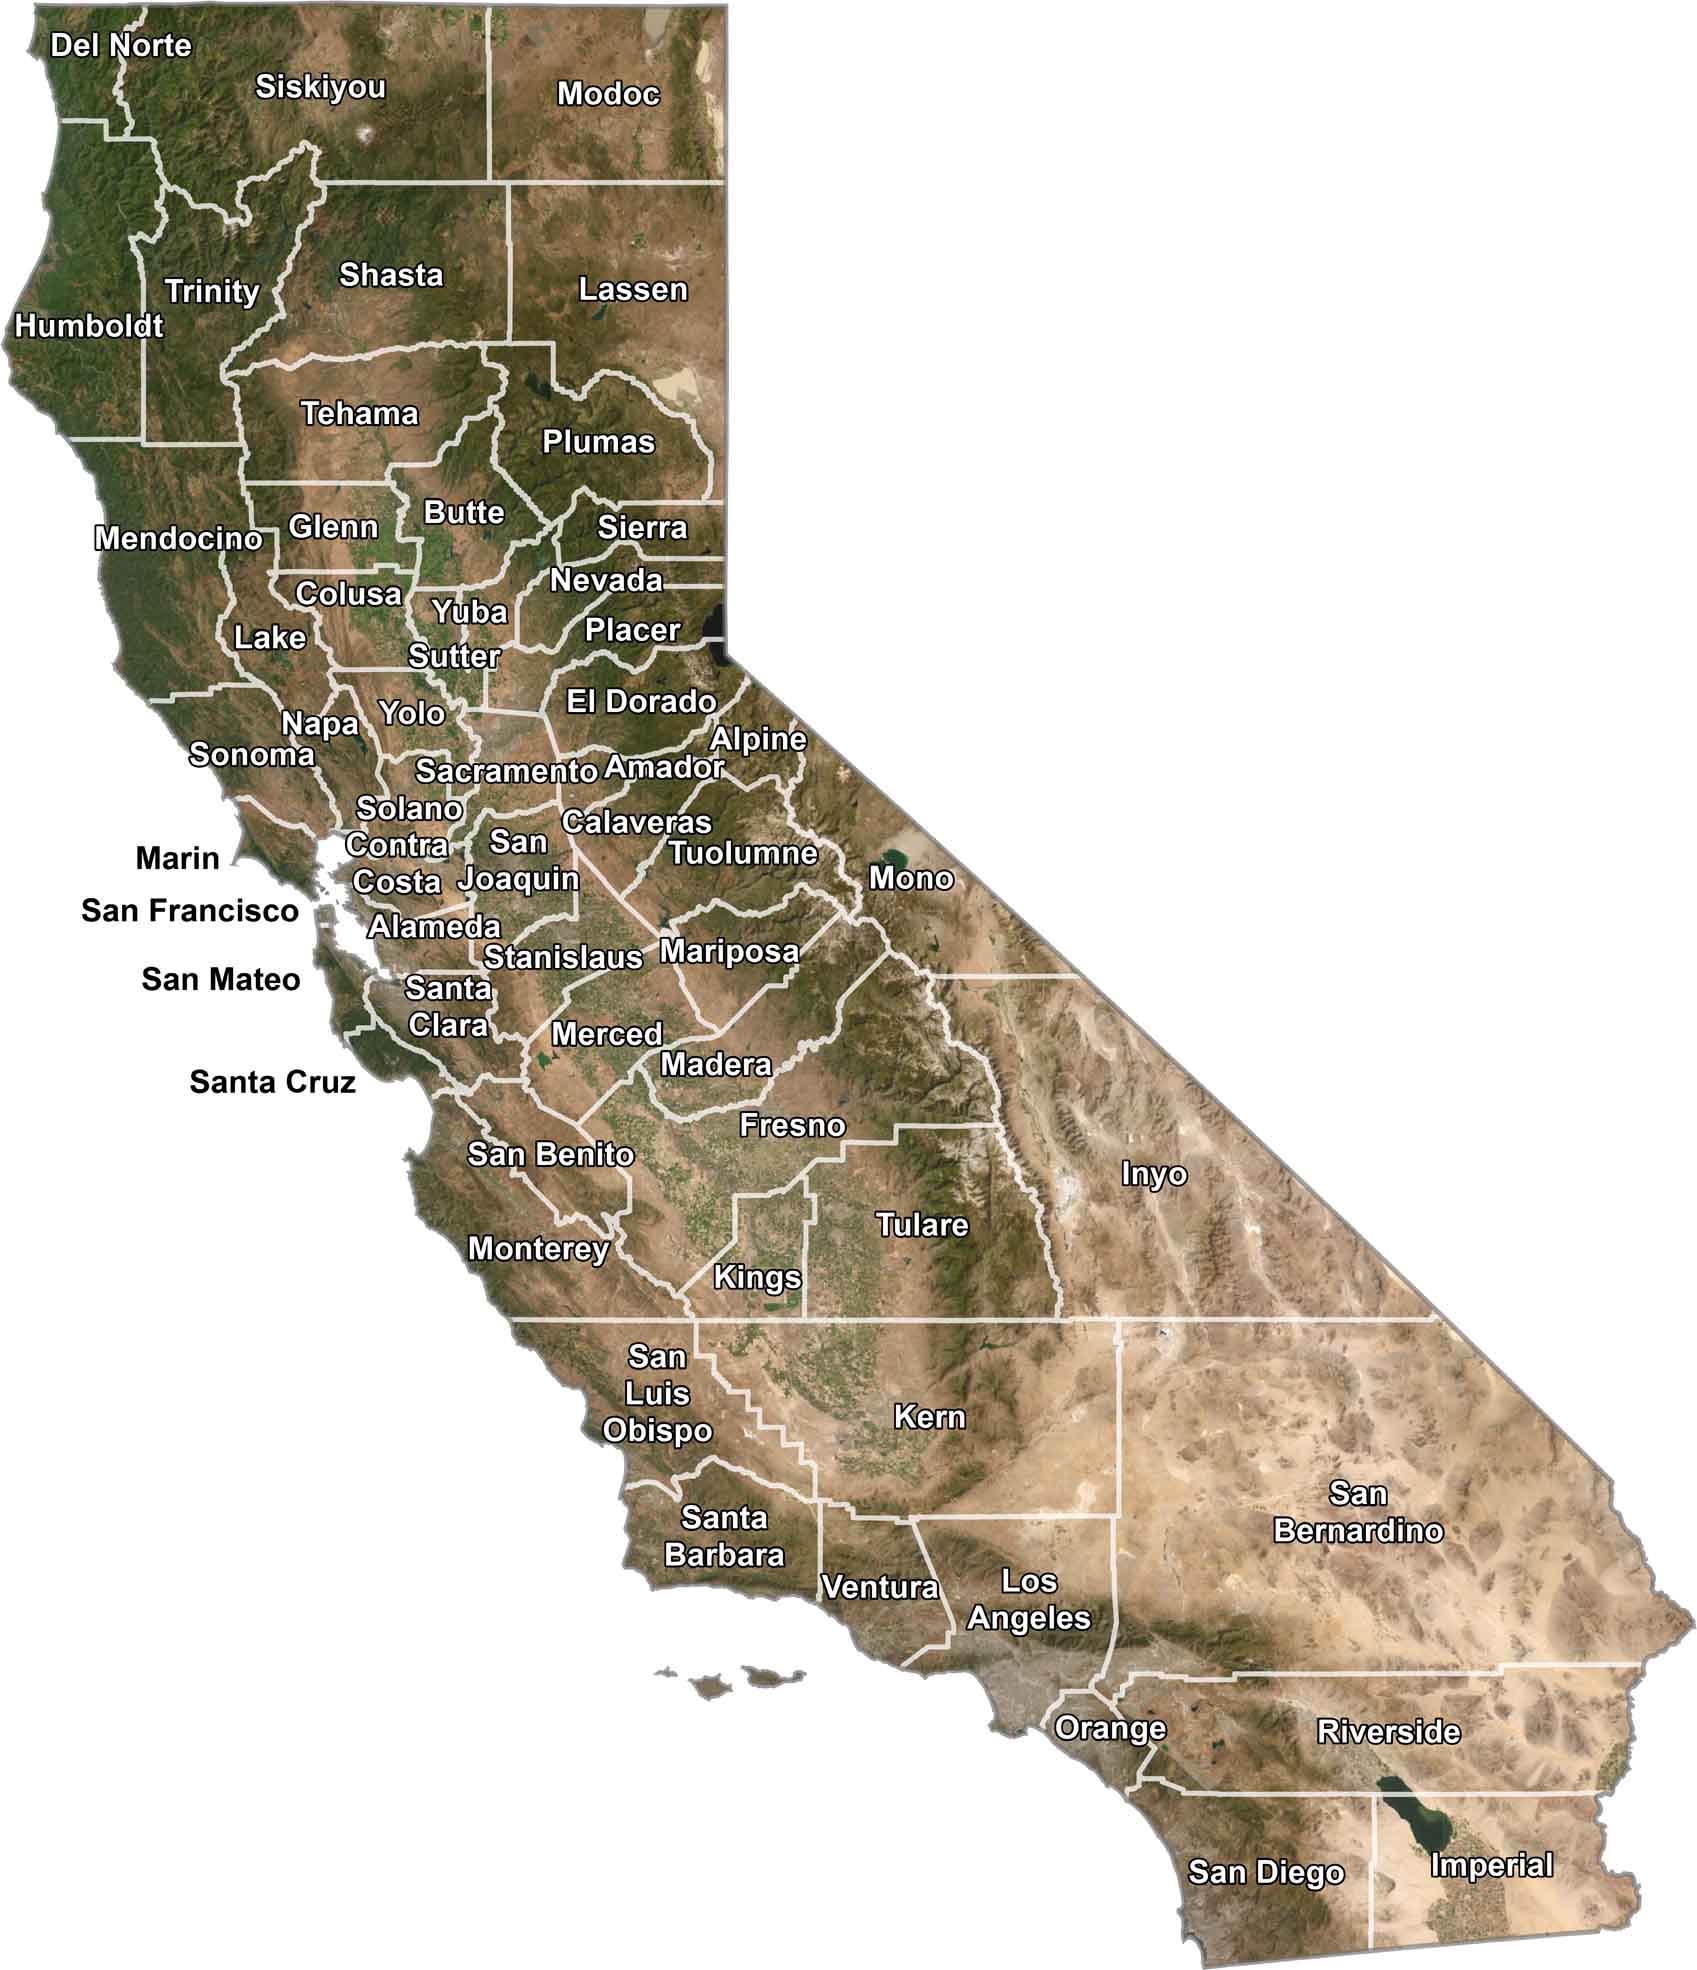 Del Norte
Siskiyou
Modoc
Shasta
Lassen
Trinity
Humboldt
Tehama
Plumas
Butte
Glenn
Sierra
Mendocino
Nevada
Colusa
Yuba
Placer
Lake
Sutter
El Dorado
Yolo
Napa
Alpine
Sonoma
Sacramento
Amador
Solano
Calaveras
San
Joaquin
Contra
Costa
Tuolumne
Marin
Mono
San Francisco
Alameda
Mariposa
Stanislaus
San Mateo
Santa
Clara
Merced
Madera
Santa Cruz
Fresno
San Benito
Inyo
Tulare
Monterey
Kings
San
Luis
Obispo
Kern
San
Bernardino
Santa
Barbara
Ventura
Los
Angeles
Orange
Riverside
San Diego
Imperial